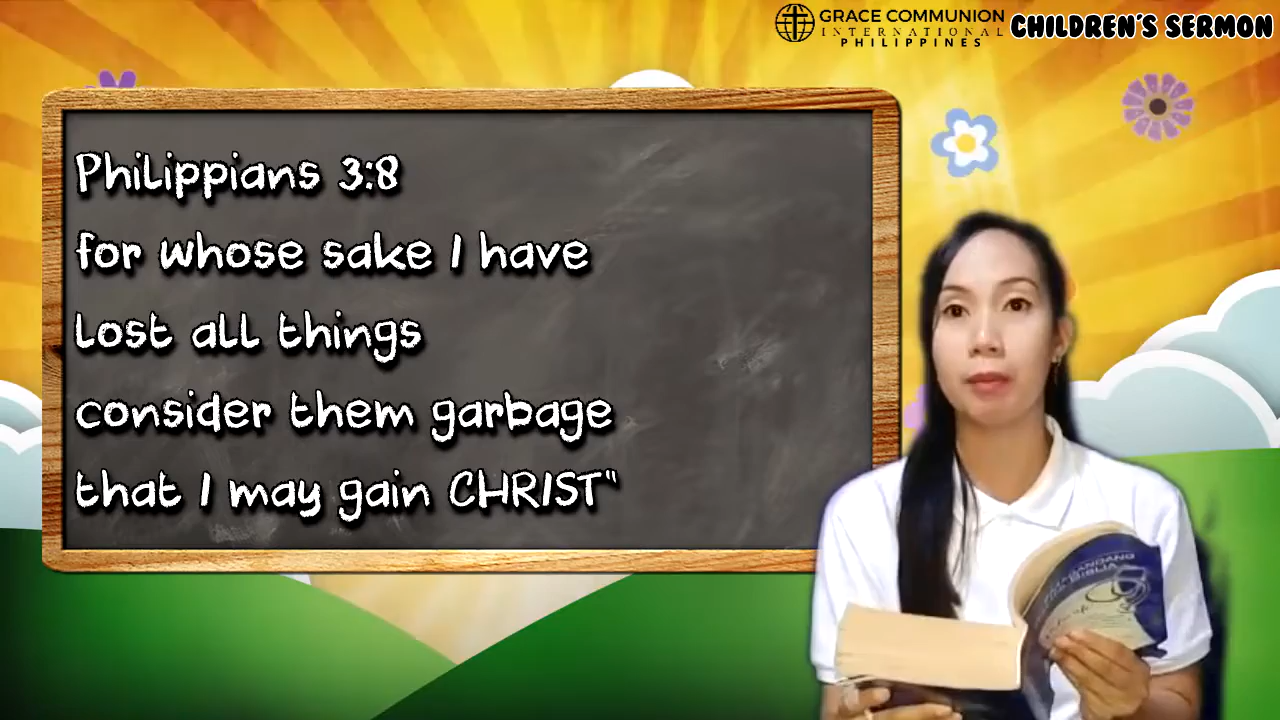 GRACE COMMUNION
INTERNATIONAL
PHILIPPINES
CHILDREN'S SERMON
Philippians 3:8
for whose sake I have
lost all things
consider them garbage
that I may gain CHRIST"
BIBLIA